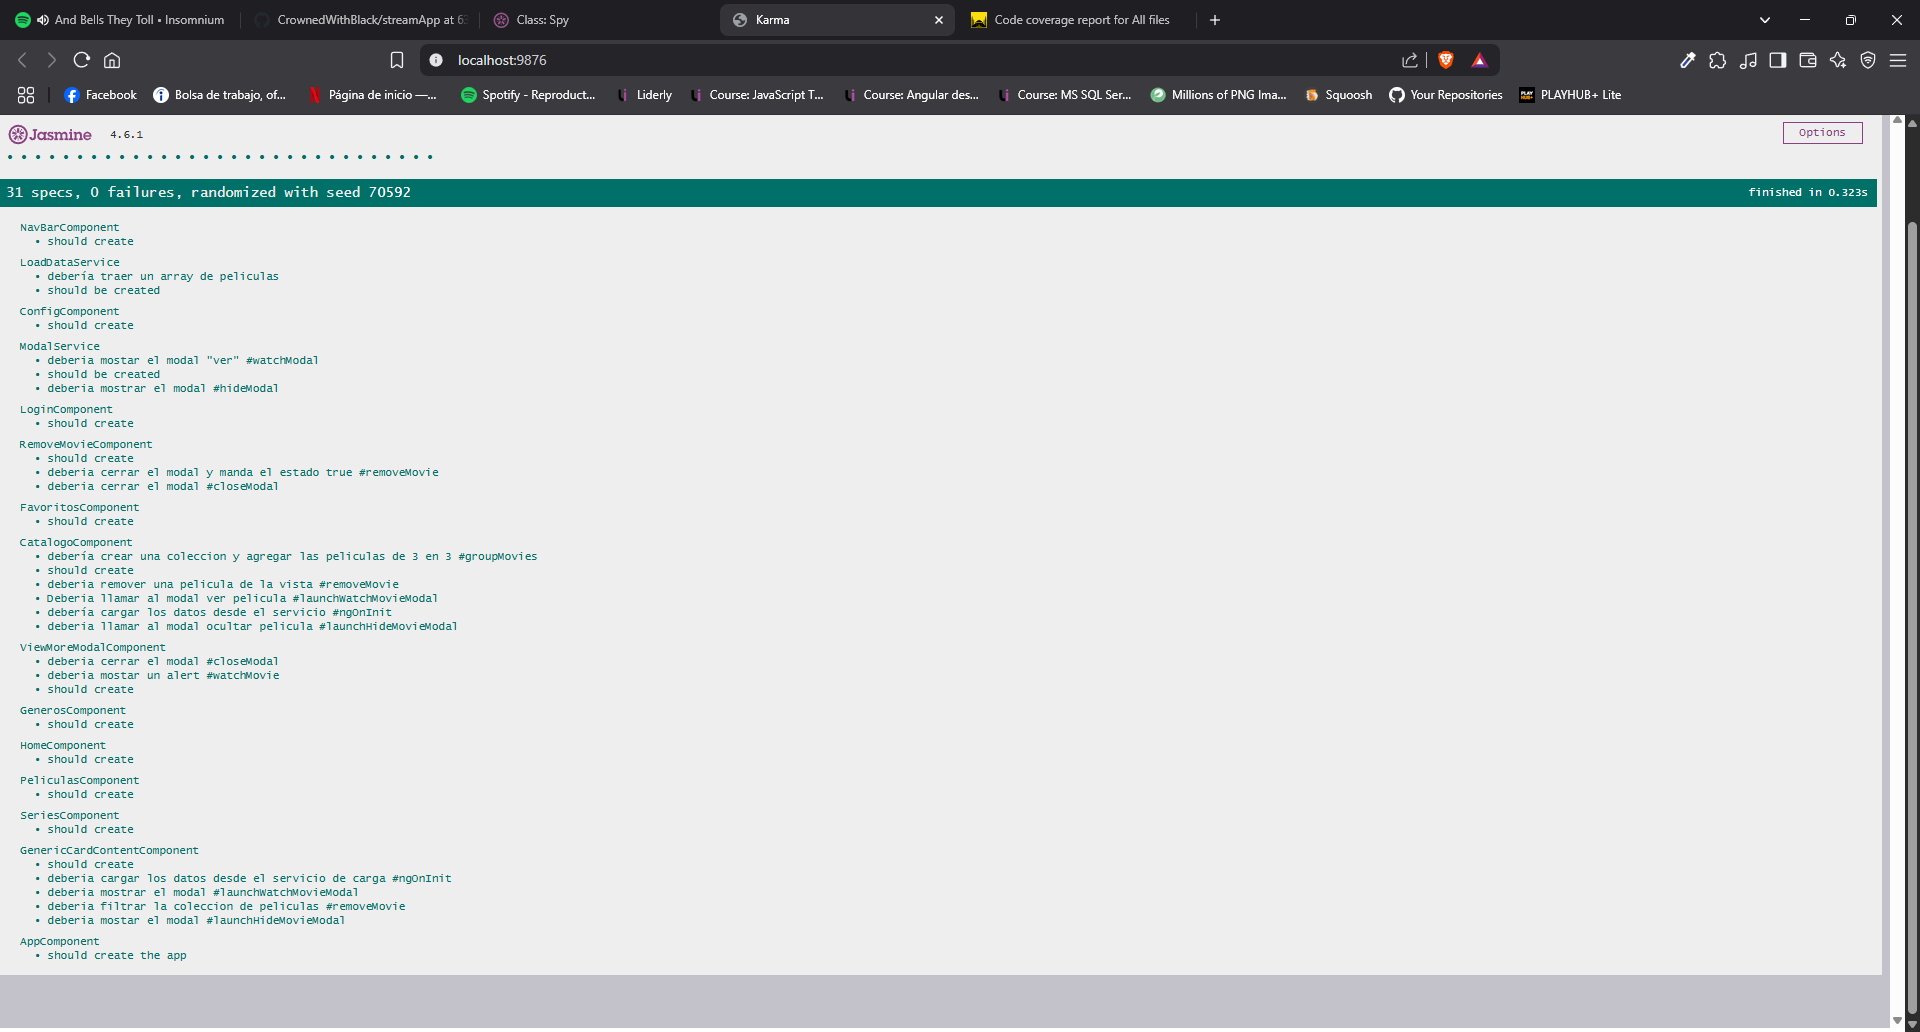 And Bells They Toll • Insomnium
CrownedWithBlack/streamApp at 6
Class: Spy
Karma
Code coverage report for All files
localhost:9876
Facebook
Bolsa de trabajo, of...
Página de inicio —...
Spotify - Reproduct...
Liderly
Course: JavaScript T...
Course: Angular des...
Course: MS SQL Ser...
Millions of PNG Ima...
Squoosh
Your Repositories
PLAYHUB+ Lite
Jasmine 4.6.1
Options
31 specs, 0 failures, randomized with seed 70592
finished in 0.323s
NavBarComponent
• should create
LoadDataService
• debería traer un array de peliculas
• should be created
ConfigComponent
• should create
ModalService
• deberia mostar el modal "ver" #watchModal
• should be created
• deberia mostrar el modal #hideModal
LoginComponent
• should create
RemoveMovieComponent
• should create
• deberia cerrar el modal y manda el estado true #removeMovie
• deberia cerrar el modal #closeModal
FavoritosComponent
• should create
CatalogoComponent
• debería crear una coleccion y agregar las peliculas de 3 en 3 #groupMovies
• should create
• deberia remover una pelicula de la vista #removeMovie
• Deberia llamar al modal ver pelicula #launchWatchMovieModal
• debería cargar los datos desde el servicio #ngOnInit
• deberia llamar al modal ocultar pelicula #launchHideMovieModal
ViewMoreModalComponent
• deberia cerrar el modal #closeModal
• deberia mostar un alert #watchMovie
• should create
GenerosComponent
• should create
HomeComponent
• should create
PeliculasComponent
• should create
SeriesComponent
• should create
GenericCardContentComponent
• should create
• deberia cargar los datos desde el servicio de carga #ngOnInit
• deberia mostrar el modal #launchWatchMovieModal
• deberia filtrar la coleccion de peliculas #removeMovie
• deberia mostar el modal #launchHideMovieModal
AppComponent
• should create the app